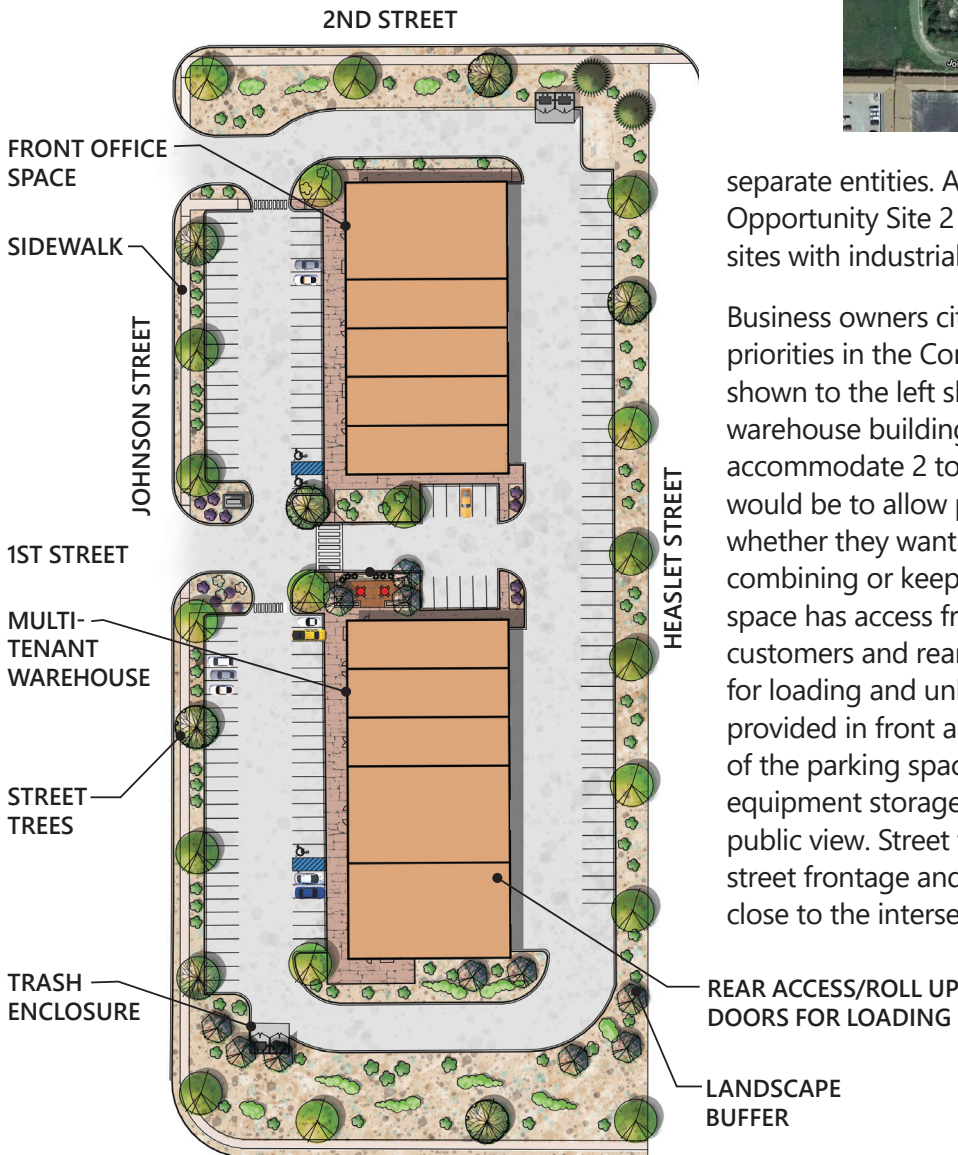 2ND STREET
FRONT OFFICE
SPACE
SIDEWALK
JOHNSON STREET
1ST STREET
MULTI-
TENANT
WAREHOUSE
STREET
TREES
TRASH
ENCLOSURE
HEASLET STREET
REAR ACCESS/ROLL UP
DOORS FOR LOADING
LANDSCAPE
BUFFER
separate entities. A
Opportunity Site 2
sites with industrial
Business owners cit
priorities in the Cor
shown to the left sh
warehouse building
accommodate 2 to
would be to allow p
whether they want
combining or keep
space has access fr
customers and rear
for loading and unl
provided in front a
of the parking spac
equipment storage
public view. Street t
street frontage and
close to the interse